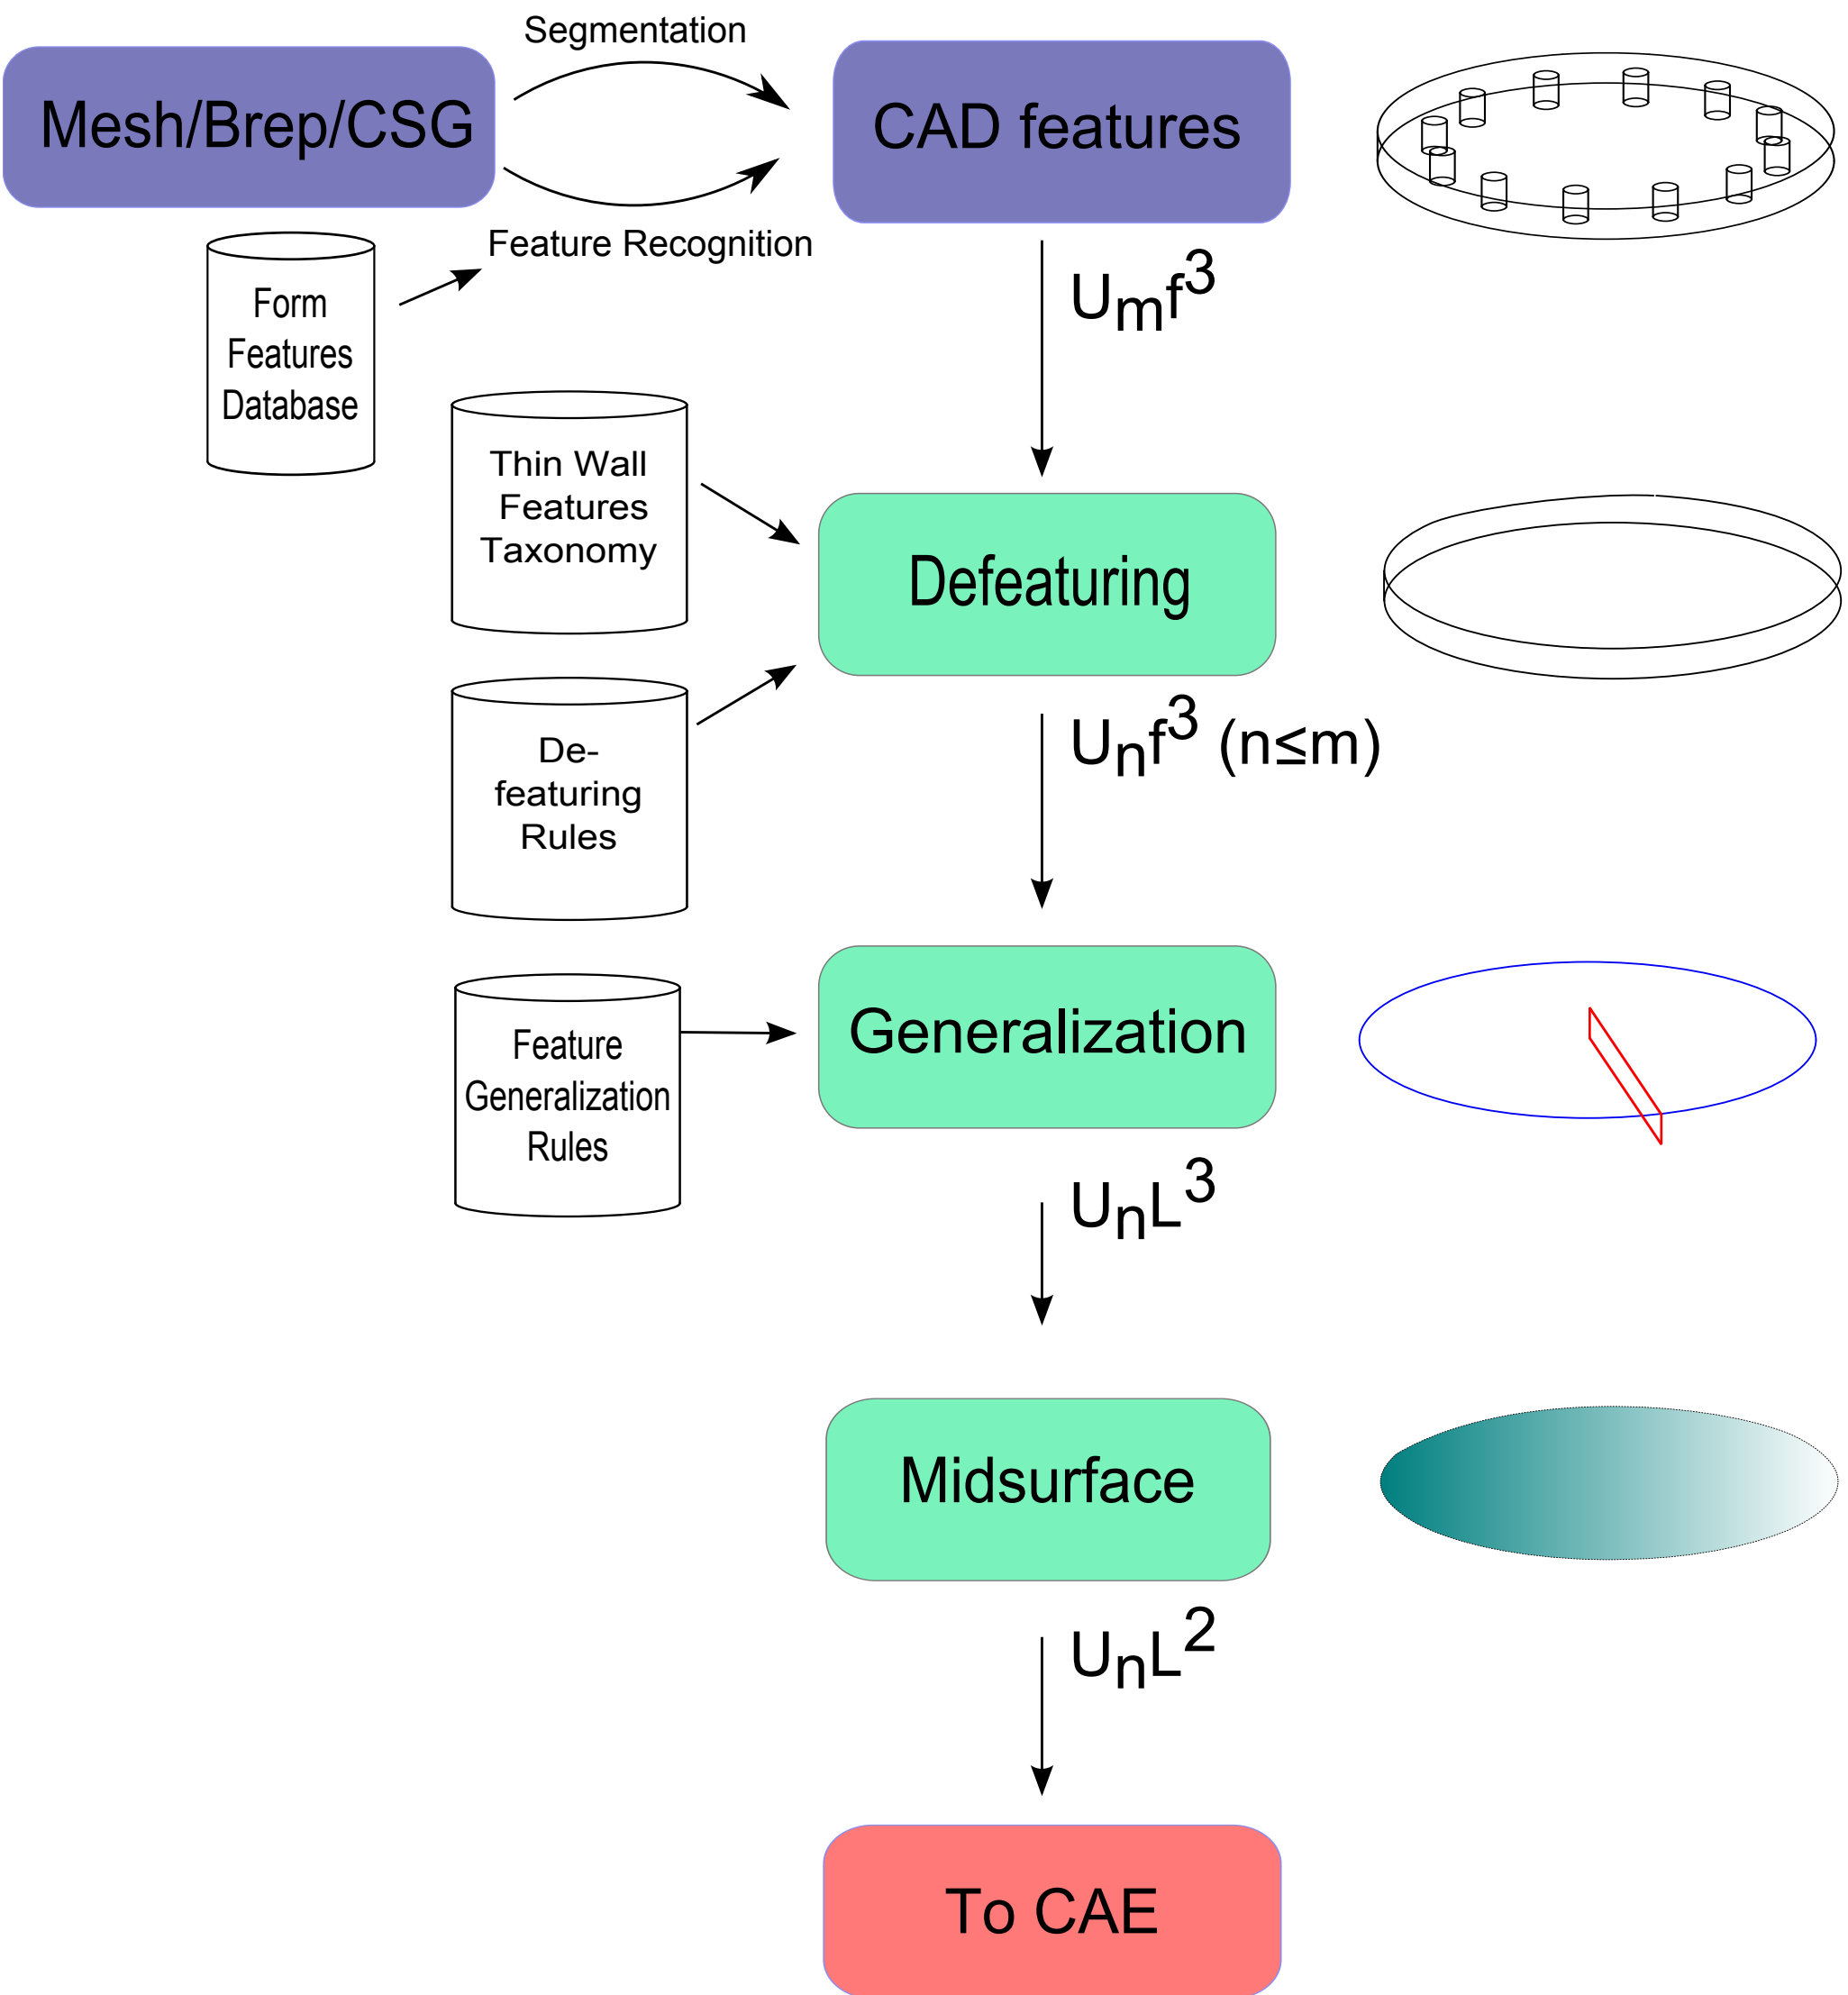 Segmentation
Mesh/Brep/CSG
CAD features
Feature Recognition
Form
Features
Database
Uₘf³
Thin Wall
Features
Taxonomy
Defeaturing
De-
featuring
Rules
Uₙf³ (n≤m)
Generalization
Feature
Generalization
Rules
UₙL³
Midsurface
UₙL²
To CAE